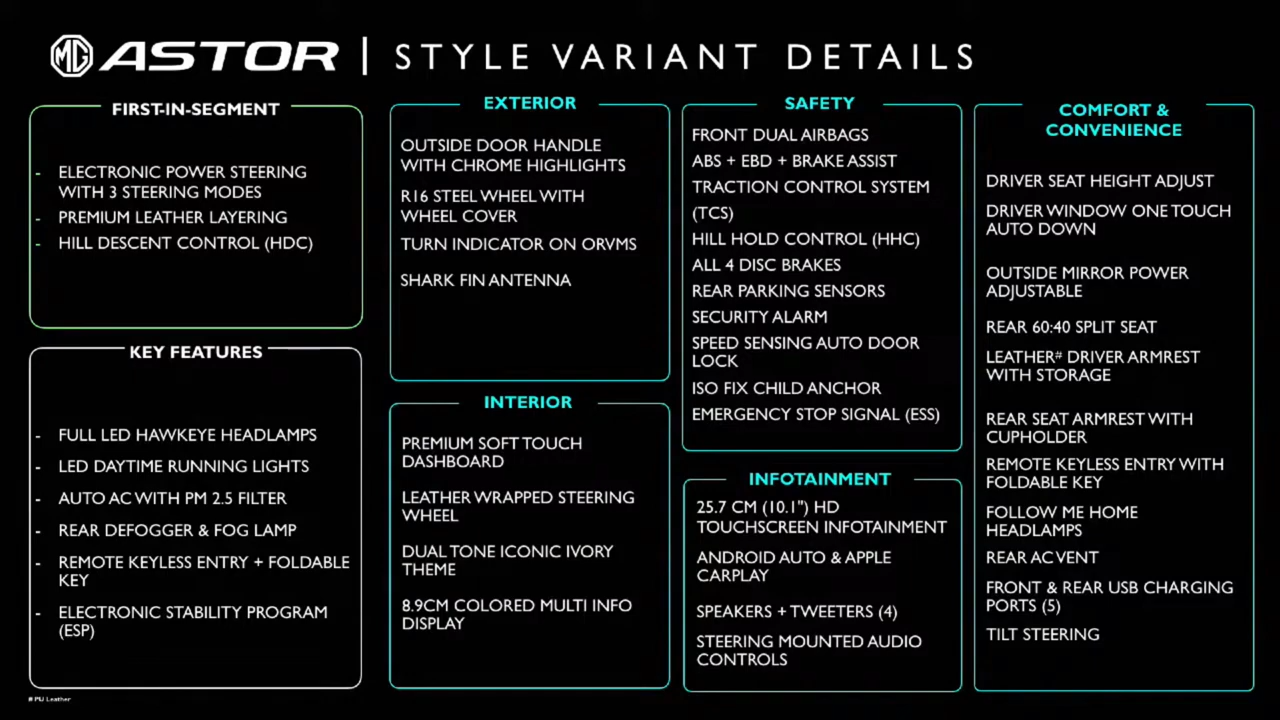 MG ASTOR | STYLE VARIANT DETAILS
FIRST-IN-SEGMENT
- ELECTRONIC POWER STEERING
WITH 3 STEERING MODES
- PREMIUM LEATHER LAYERING
- HILL DESCENT CONTROL (HDC)
KEY FEATURES
- FULL LED HAWKEYE HEADLAMPS
- LED DAYTIME RUNNING LIGHTS
- AUTO AC WITH PM 2.5 FILTER
- REAR DEFOGGER & FOG LAMP
- REMOTE KEYLESS ENTRY + FOLDABLE
KEY
- ELECTRONIC STABILITY PROGRAM
(ESP)
EXTERIOR
OUTSIDE DOOR HANDLE
WITH CHROME HIGHLIGHTS
R16 STEEL WHEEL WITH
WHEEL COVER
TURN INDICATOR ON ORVMS
SHARK FIN ANTENNA
INTERIOR
PREMIUM SOFT TOUCH
DASHBOARD
LEATHER WRAPPED STEERING
WHEEL
DUAL TONE ICONIC IVORY
THEME
8.9CM COLORED MULTI INFO
DISPLAY
SAFETY
FRONT DUAL AIRBAGS
ABS + EBD + BRAKE ASSIST
TRACTION CONTROL SYSTEM
(TCS)
HILL HOLD CONTROL (HHC)
ALL 4 DISC BRAKES
REAR PARKING SENSORS
SECURITY ALARM
SPEED SENSING AUTO DOOR
LOCK
ISO FIX CHILD ANCHOR
EMERGENCY STOP SIGNAL (ESS)
INFOTAINMENT
25.7 CM (10.1") HD
TOUCHSCREEN INFOTAINMENT
ANDROID AUTO & APPLE
CARPLAY
SPEAKERS + TWEETERS (4)
STEERING MOUNTED AUDIO
CONTROLS
COMFORT &
CONVENIENCE
DRIVER SEAT HEIGHT ADJUST
DRIVER WINDOW ONE TOUCH
AUTO DOWN
OUTSIDE MIRROR POWER
ADJUSTABLE
REAR 60:40 SPLIT SEAT
LEATHER# DRIVER ARMREST
WITH STORAGE
REAR SEAT ARMREST WITH
CUPHOLDER
REMOTE KEYLESS ENTRY WITH
FOLDABLE KEY
FOLLOW ME HOME
HEADLAMPS
REAR AC VENT
FRONT & REAR USB CHARGING
PORTS (5)
TILT STEERING
# PU Leather